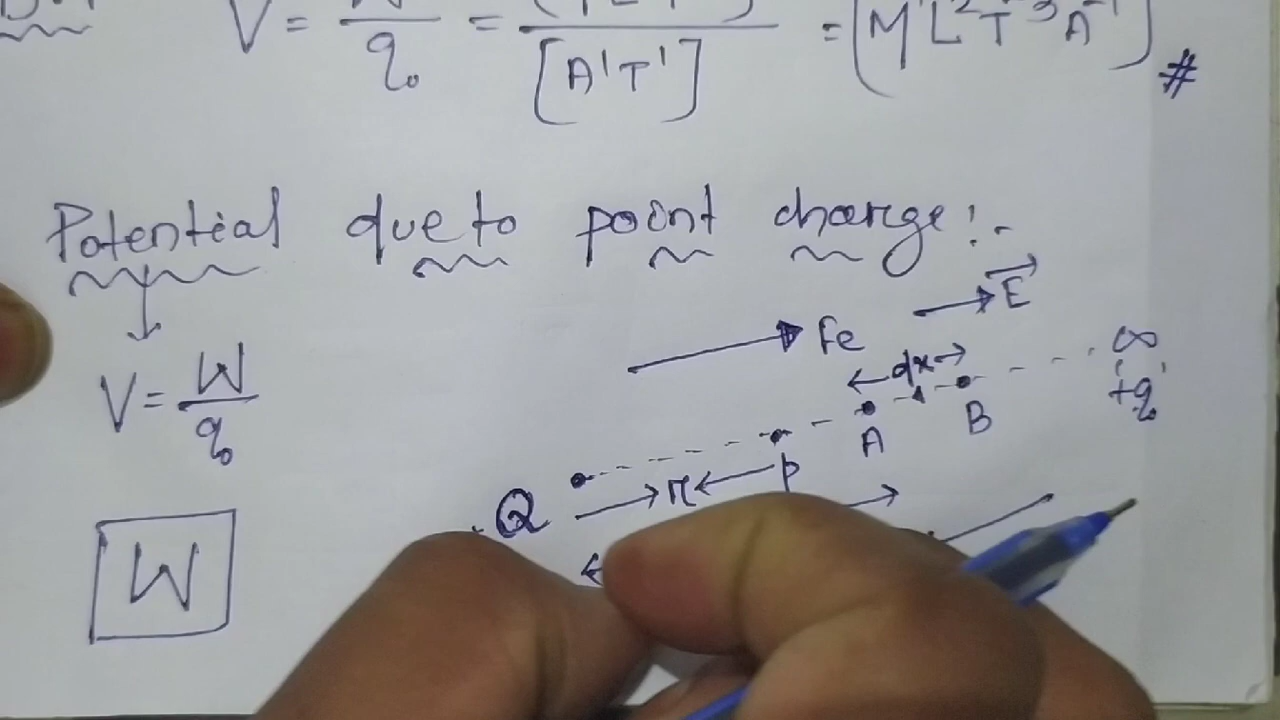 V = W/q₀ = / [A¹T¹] = [M¹L²T⁻³A⁻¹] #
Potential due to point charge:-
E
Fe
∞
dx
V = W/q₀
+q₀
A B
P
r
Q
W